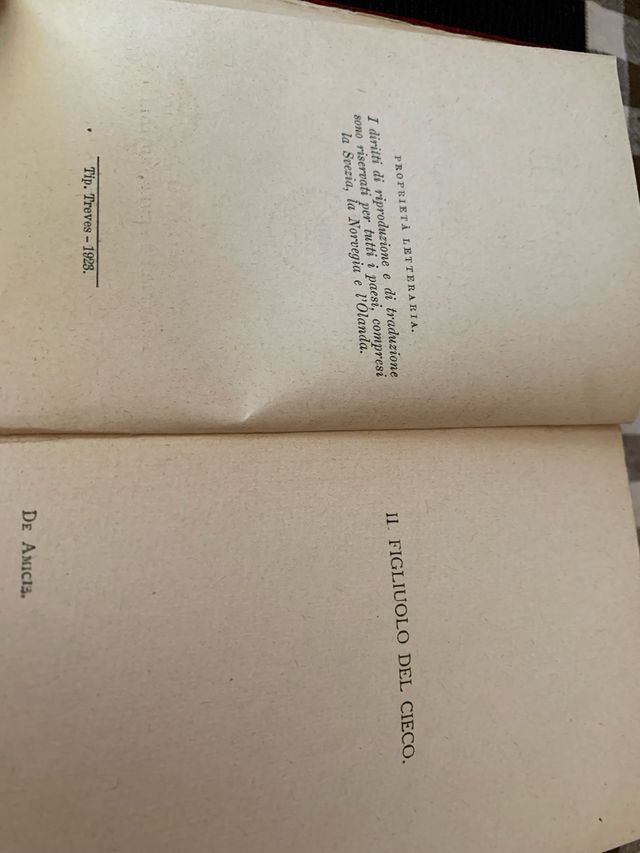 PROPRIETÀ LETTERARIA.
I diritti di riproduzione e di traduzione
sono riservati per tutti i paesi, compresi
la Svezia, la Norvegia e l'Olanda.
Tip. Treves - 1923.
IL FIGLIUOLO DEL CIECO.
DE AMICIS.